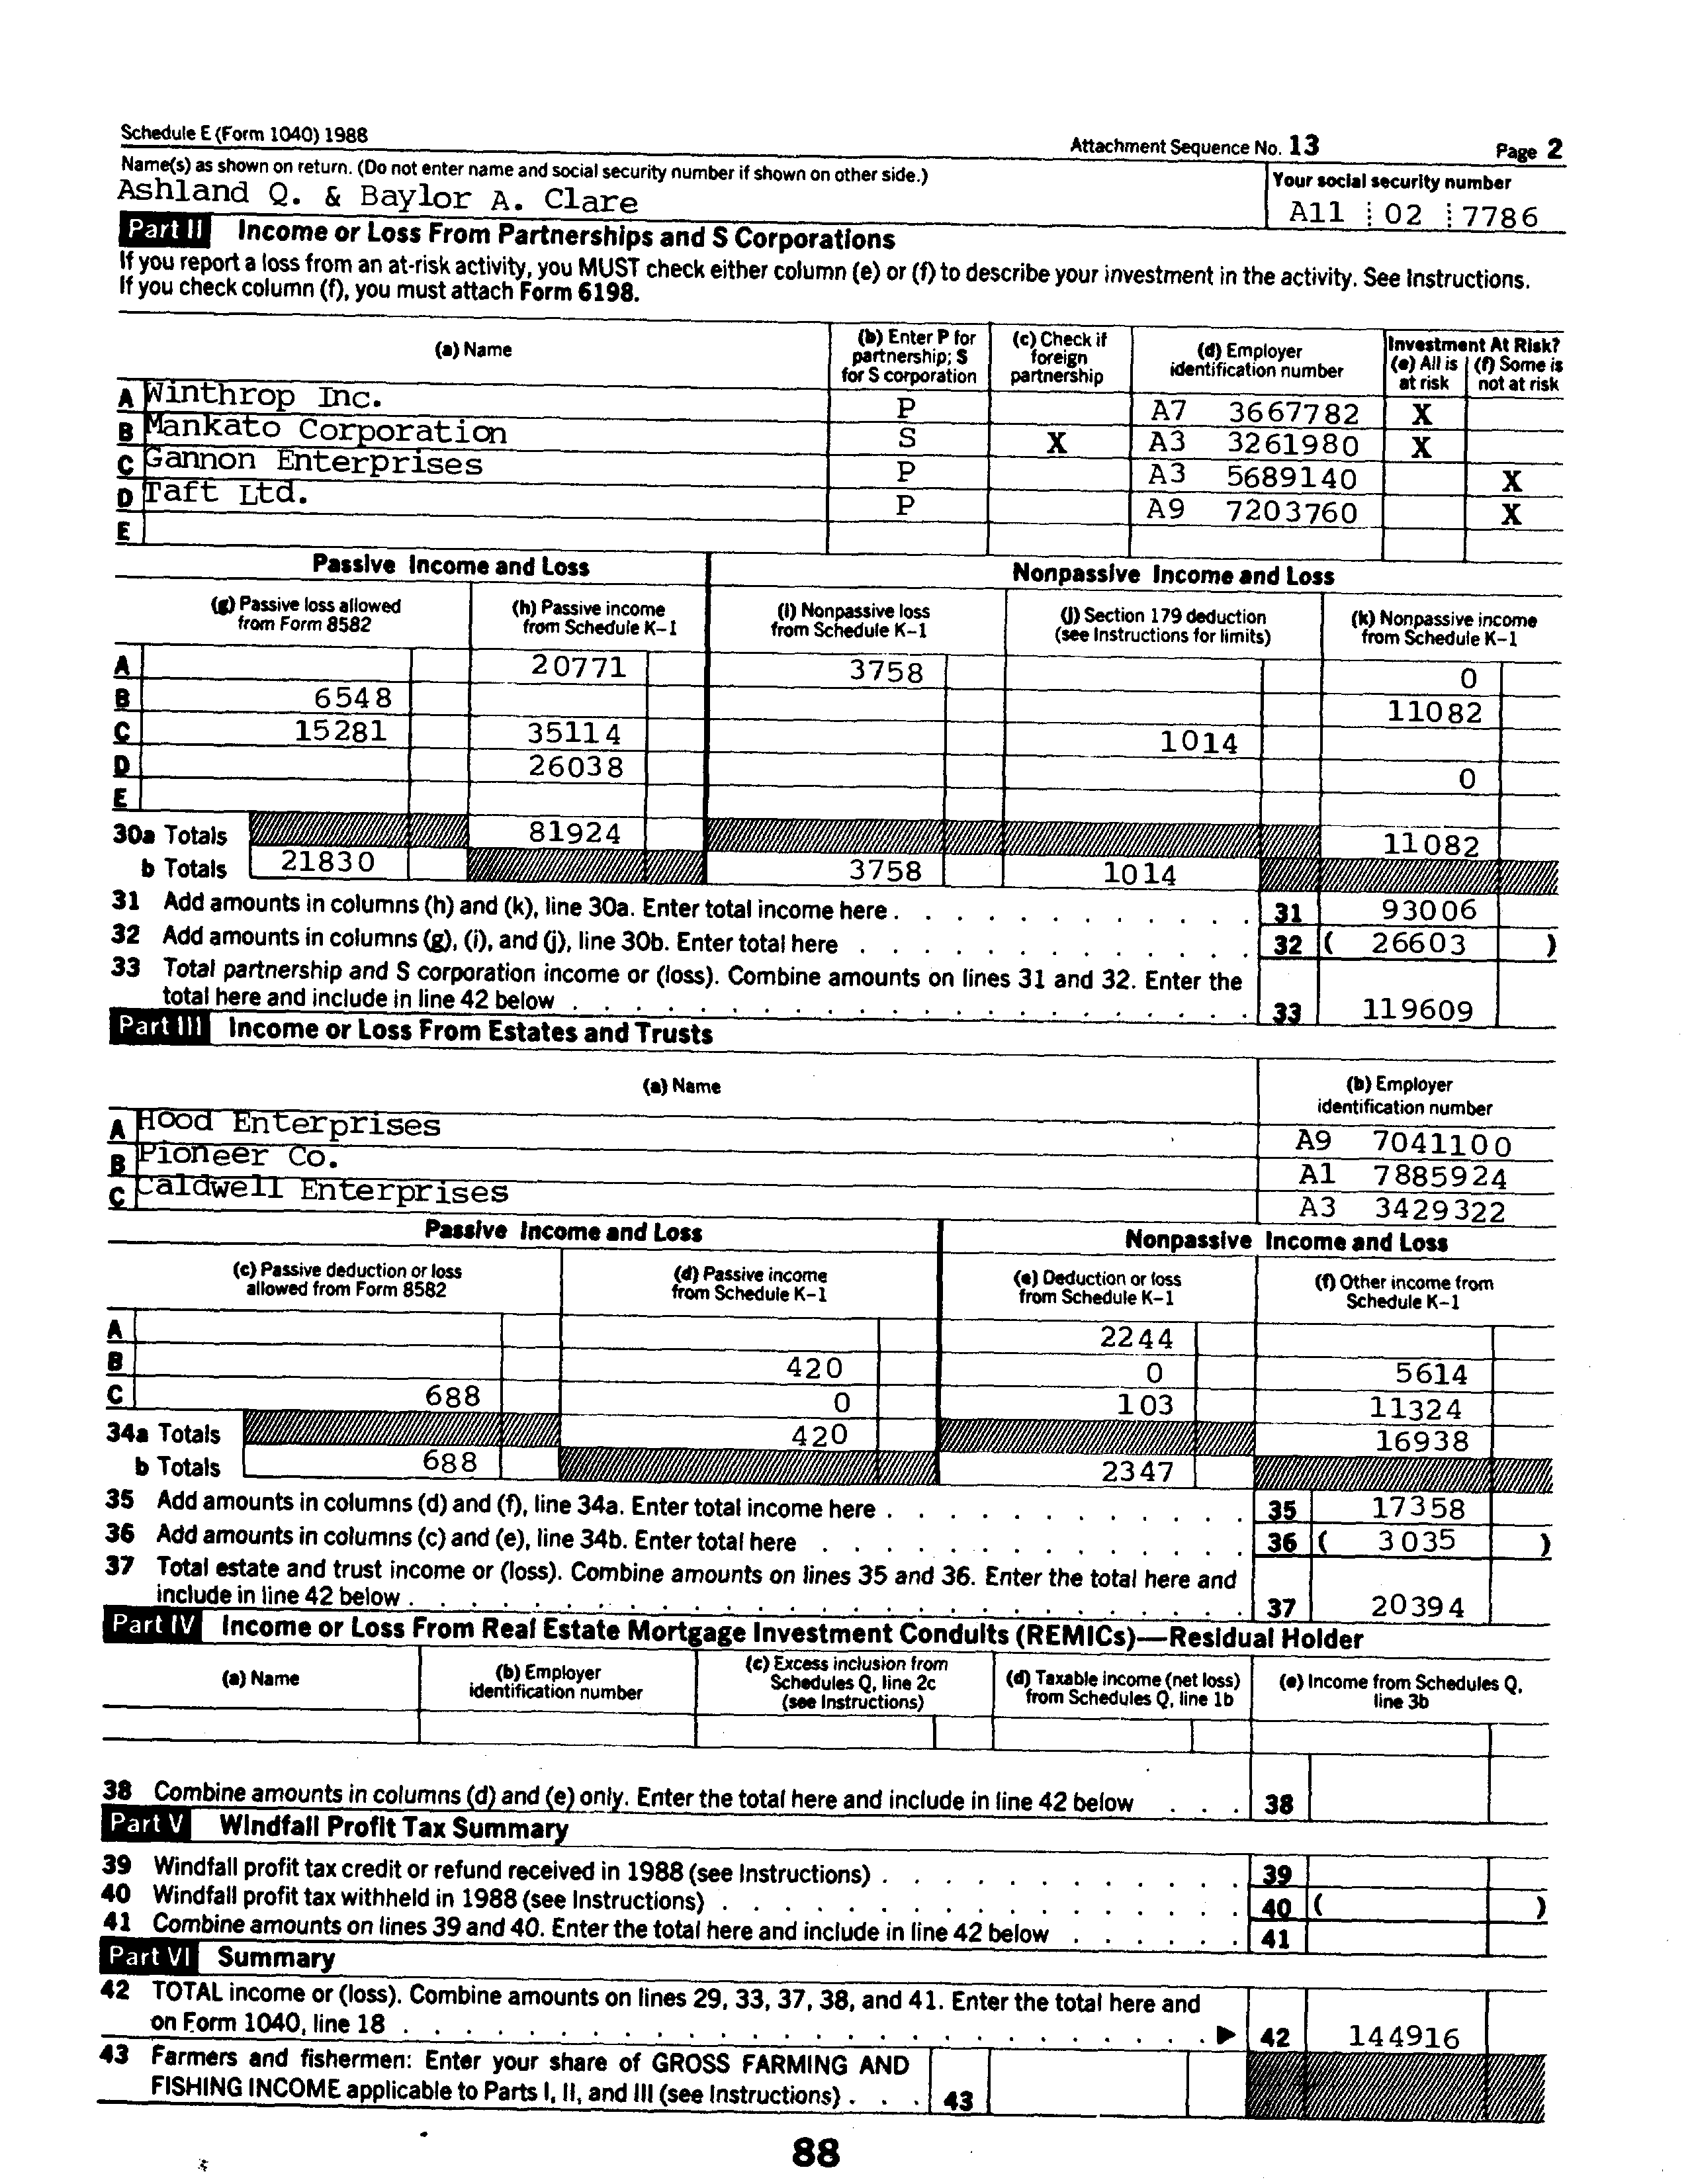 Schedule E (Form 1040) 1988 Attachment Sequence No. 13 Page 2
Name(s) as shown on return. (Do not enter name and social security number if shown on other side.) Your social security number
Ashland Q. & Baylor A. Clare A11 02 7786
Part II Income or Loss From Partnerships and S Corporations
If you report a loss from an at-risk activity, you MUST check either column (e) or (f) to describe your investment in the activity. See Instructions.
If you check column (f), you must attach Form 6198.
(a) Name (b) Enter P for partnership; S for S corporation (c) Check if foreign partnership (d) Employer identification number Investment At Risk? (e) All is at risk (f) Some is not at risk
A Winthrop Inc. P A7 3667782 X
B Mankato Corporation S X A3 3261980 X
C Gannon Enterprises P A3 5689140 X
D Taft Ltd. P A9 7203760 X
E
Passive Income and Loss Nonpassive Income and Loss
(g) Passive loss allowed from Form 8582 (h) Passive income from Schedule K-1 (i) Nonpassive loss from Schedule K-1 (j) Section 179 deduction (see Instructions for limits) (k) Nonpassive income from Schedule K-1
A 20771 3758 0
B 6548 11082
C 15281 35114 1014
D 26038 0
E
30a Totals 81924 11082
b Totals 21830 3758 1014
31 Add amounts in columns (h) and (k), line 30a. Enter total income here . . . . . . . . . . . . 31 93006
32 Add amounts in columns (g), (i), and (j), line 30b. Enter total here . . . . . . . . . . . . . 32 ( 26603 )
33 Total partnership and S corporation income or (loss). Combine amounts on lines 31 and 32. Enter the
total here and include in line 42 below . . . . . . . . . . . . . . . . . . . . . . 33 119609
Part III Income or Loss From Estates and Trusts
(a) Name (b) Employer identification number
A Hood Enterprises A9 7041100
B Pioneer Co. A1 7885924
C Caldwell Enterprises A3 3429322
Passive Income and Loss Nonpassive Income and Loss
(c) Passive deduction or loss allowed from Form 8582 (d) Passive income from Schedule K-1 (e) Deduction or loss from Schedule K-1 (f) Other income from Schedule K-1
A 2244
B 420 0 5614
C 688 0 103 11324
34a Totals 420 16938
b Totals 688 2347
35 Add amounts in columns (d) and (f), line 34a. Enter total income here . . . . . . . . . . . . 35 17358
36 Add amounts in columns (c) and (e), line 34b. Enter total here . . . . . . . . . . . . . . 36 ( 3035 )
37 Total estate and trust income or (loss). Combine amounts on lines 35 and 36. Enter the total here and
include in line 42 below . . . . . . . . . . . . . . . . . . . . . . . . . . . 37 20394
Part IV Income or Loss From Real Estate Mortgage Investment Conduits (REMICs)—Residual Holder
(a) Name (b) Employer identification number (c) Excess inclusion from Schedules Q, line 2c (see Instructions) (d) Taxable income (net loss) from Schedules Q, line 1b (e) Income from Schedules Q, line 3b
38 Combine amounts in columns (d) and (e) only. Enter the total here and include in line 42 below . . . 38
Part V Windfall Profit Tax Summary
39 Windfall profit tax credit or refund received in 1988 (see Instructions) . . . . . . . . . . . . 39
40 Windfall profit tax withheld in 1988 (see Instructions) . . . . . . . . . . . . . . . . . 40 ( )
41 Combine amounts on lines 39 and 40. Enter the total here and include in line 42 below . . . . . . 41
Part VI Summary
42 TOTAL income or (loss). Combine amounts on lines 29, 33, 37, 38, and 41. Enter the total here and
on Form 1040, line 18 . . . . . . . . . . . . . . . . . . . . . . . . . . ▶ 42 144916
43 Farmers and fishermen: Enter your share of GROSS FARMING AND
FISHING INCOME applicable to Parts I, II, and III (see Instructions) . . . 43
88